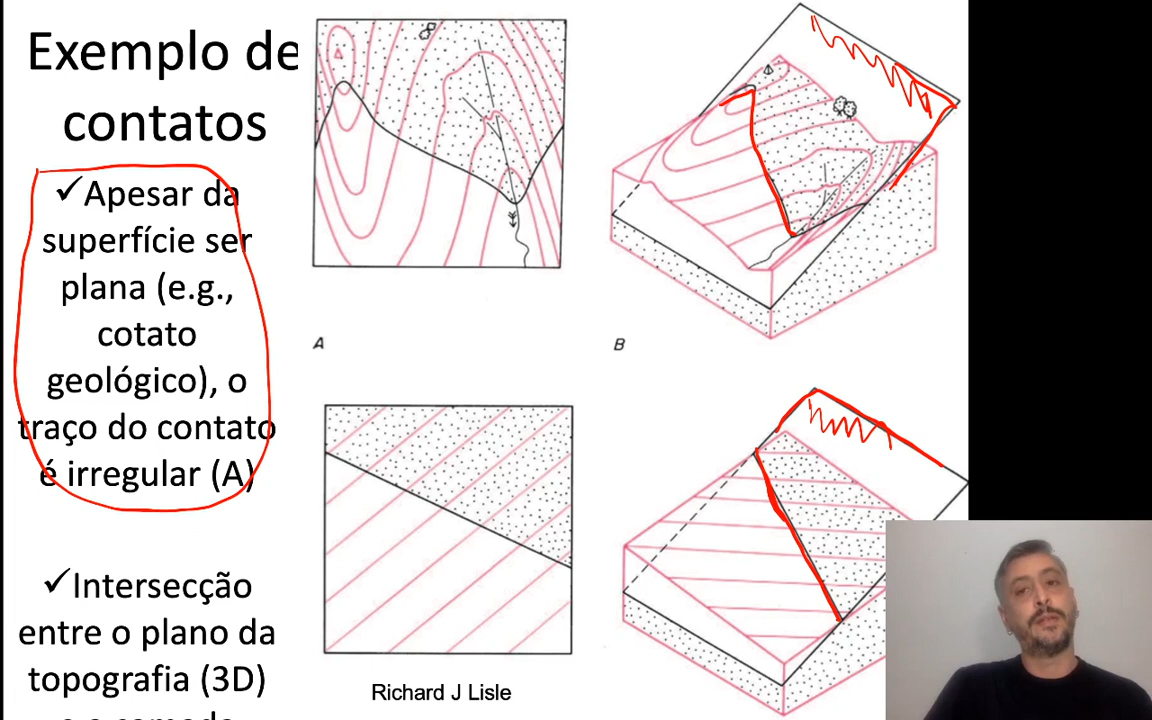 Exemplo de
contatos
✓Apesar da
superfície ser
plana (e.g.,
cotato
geológico), o
traço do contato
é irregular (A)
✓Intersecção
entre o plano da
topografia (3D)
A
B
Richard J Lisle